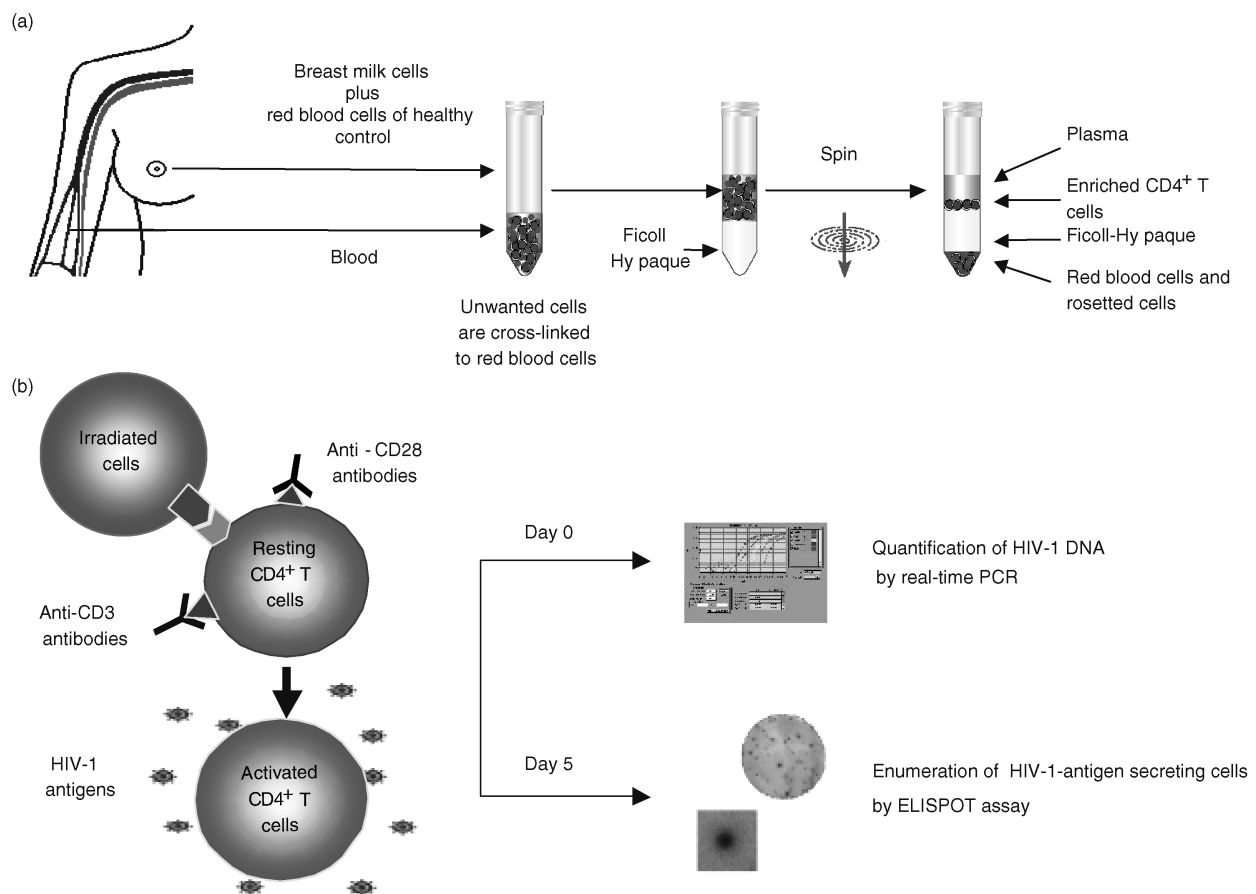 (a)
Breast milk cells
plus
red blood cells of healthy
control
Blood
Unwanted cells
are cross-linked
to red blood cells
Ficoll
Hy paque
Spin
Plasma
Enriched CD4+ T
cells
Ficoll-Hy paque
Red blood cells and
rosetted cells
(b)
Irradiated
cells
Anti - CD28
antibodies
Resting
CD4+ T
cells
Anti-CD3
antibodies
HIV-1
antigens
Activated
CD4+ T
cells
Day 0
Quantification of HIV-1 DNA
by real-time PCR
Day 5
Enumeration of HIV-1-antigen secreting cells
by ELISPOT assay